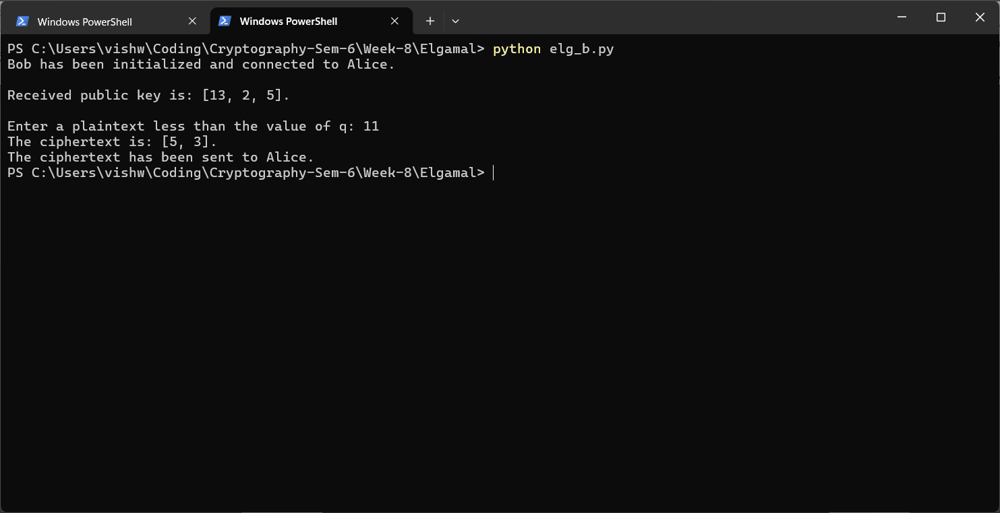 Windows PowerShell
Windows PowerShell
PS C:\Users\vishw\Coding\Cryptography-Sem-6\Week-8\Elgamal> python elg_b.py
Bob has been initialized and connected to Alice.
Received public key is: [13, 2, 5].
Enter a plaintext less than the value of q: 11
The ciphertext is: [5, 3].
The ciphertext has been sent to Alice.
PS C:\Users\vishw\Coding\Cryptography-Sem-6\Week-8\Elgamal>